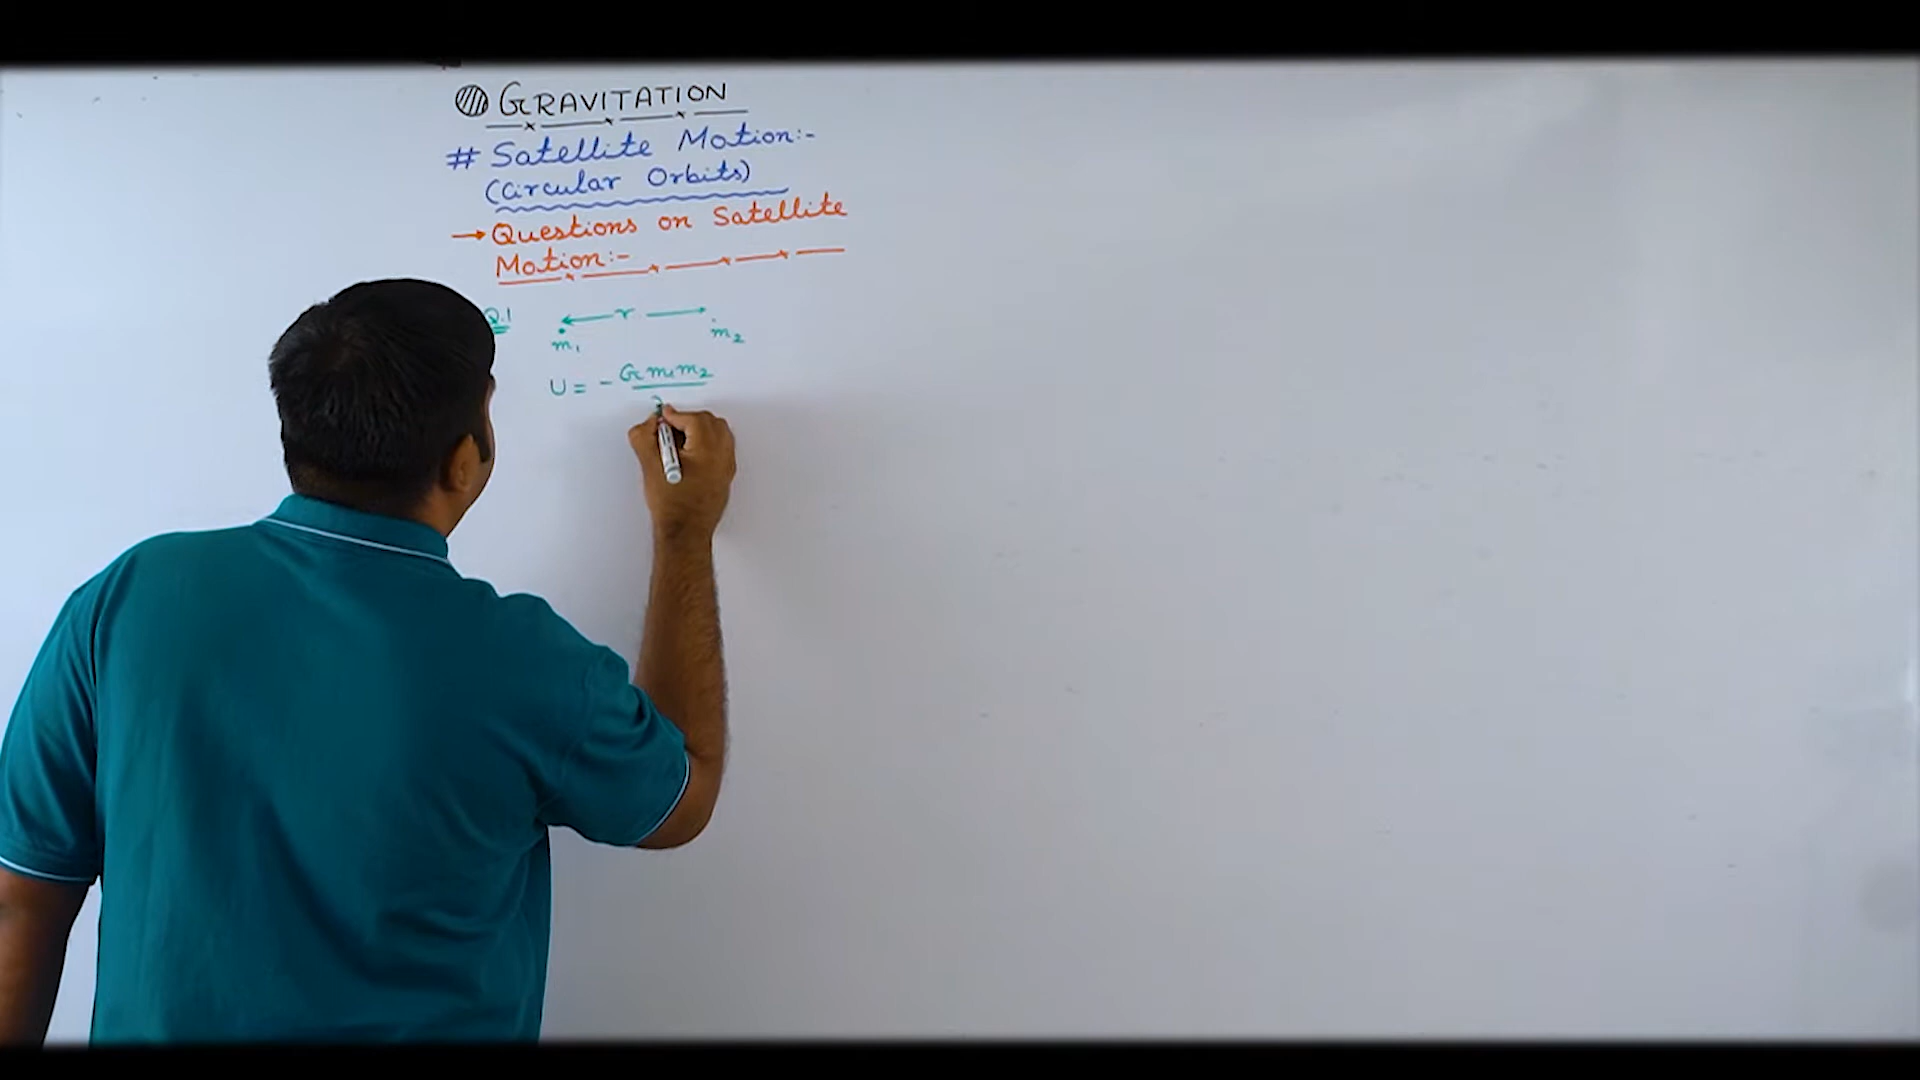 GRAVITATION
# Satellite Motion:-
(Circular Orbits)
→ Questions on Satellite
Motion:-
Q.1
r
m₁ m₂
U = - G m₁ m₂